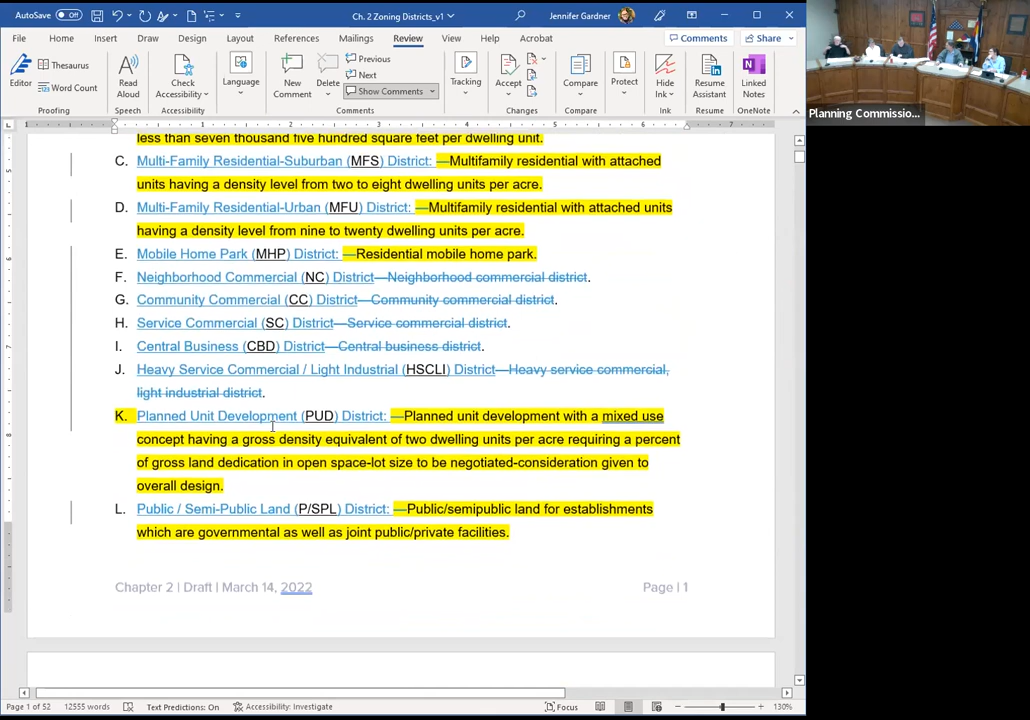 AutoSave Off Ch. 2 Zoning Districts_v1 Jennifer Gardner
File Home Insert Draw Design Layout References Mailings Review View Help Acrobat Comments Share
Editor
Thesaurus
Word Count
Proofing
Read
Aloud
Speech
Check
Accessibility
Accessibility
Language
New
Comment
Delete
Previous
Next
Show Comments
Comments
Tracking
Accept
Changes
Compare
Compare
Protect
Hide
Ink
Ink
Resume
Assistant
Resume
Linked
Notes
OneNote
Planning Commissio...
less than seven thousand five hundred square feet per dwelling unit.
C. Multi-Family Residential-Suburban (MFS) District: —Multifamily residential with attached
units having a density level from two to eight dwelling units per acre.
D. Multi-Family Residential-Urban (MFU) District: —Multifamily residential with attached units
having a density level from nine to twenty dwelling units per acre.
E. Mobile Home Park (MHP) District: —Residential mobile home park.
F. Neighborhood Commercial (NC) District—Neighborhood commercial district.
G. Community Commercial (CC) District—Community commercial district.
H. Service Commercial (SC) District—Service commercial district.
I. Central Business (CBD) District—Central business district.
J. Heavy Service Commercial / Light Industrial (HSCLI) District—Heavy service commercial,
light industrial district.
K. Planned Unit Development (PUD) District: —Planned unit development with a mixed use
concept having a gross density equivalent of two dwelling units per acre requiring a percent
of gross land dedication in open space-lot size to be negotiated-consideration given to
overall design.
L. Public / Semi-Public Land (P/SPL) District: —Public/semipublic land for establishments
which are governmental as well as joint public/private facilities.
Chapter 2 | Draft | March 14, 2022 Page | 1
Page 1 of 52 12555 words Text Predictions: On Accessibility: Investigate Focus 130%